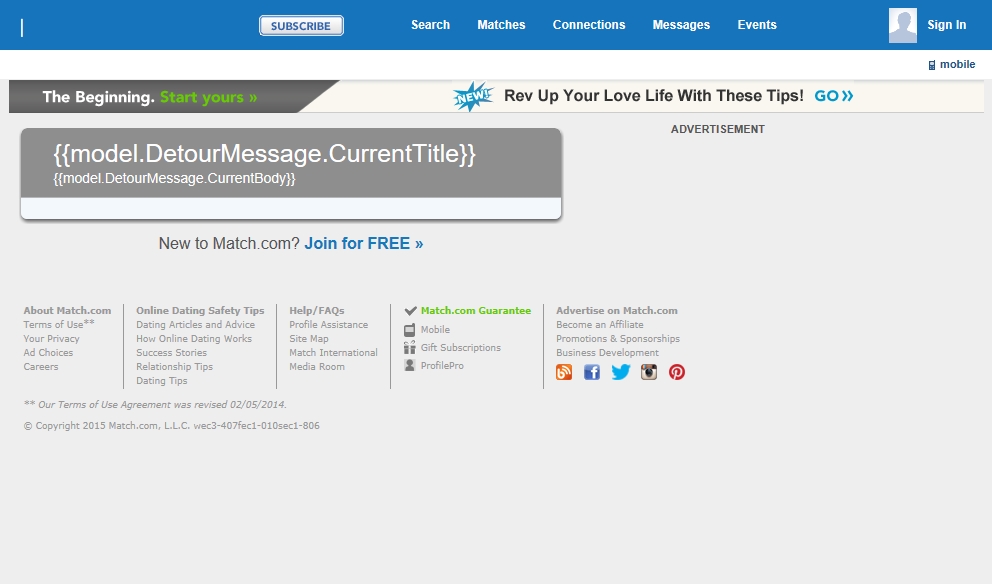 SUBSCRIBE
Search Matches Connections Messages Events
Sign In
mobile
The Beginning. Start yours »
NEW! Rev Up Your Love Life With These Tips! GO»
ADVERTISEMENT
{{model.DetourMessage.CurrentTitle}}
{{model.DetourMessage.CurrentBody}}
New to Match.com? Join for FREE »
About Match.com
Terms of Use**
Your Privacy
Ad Choices
Careers
Online Dating Safety Tips
Dating Articles and Advice
How Online Dating Works
Success Stories
Relationship Tips
Dating Tips
Help/FAQs
Profile Assistance
Site Map
Match International
Media Room
Match.com Guarantee
Mobile
Gift Subscriptions
ProfilePro
Advertise on Match.com
Become an Affiliate
Promotions & Sponsorships
Business Development
** Our Terms of Use Agreement was revised 02/05/2014.
© Copyright 2015 Match.com, L.L.C. wec3-407fec1-010sec1-806